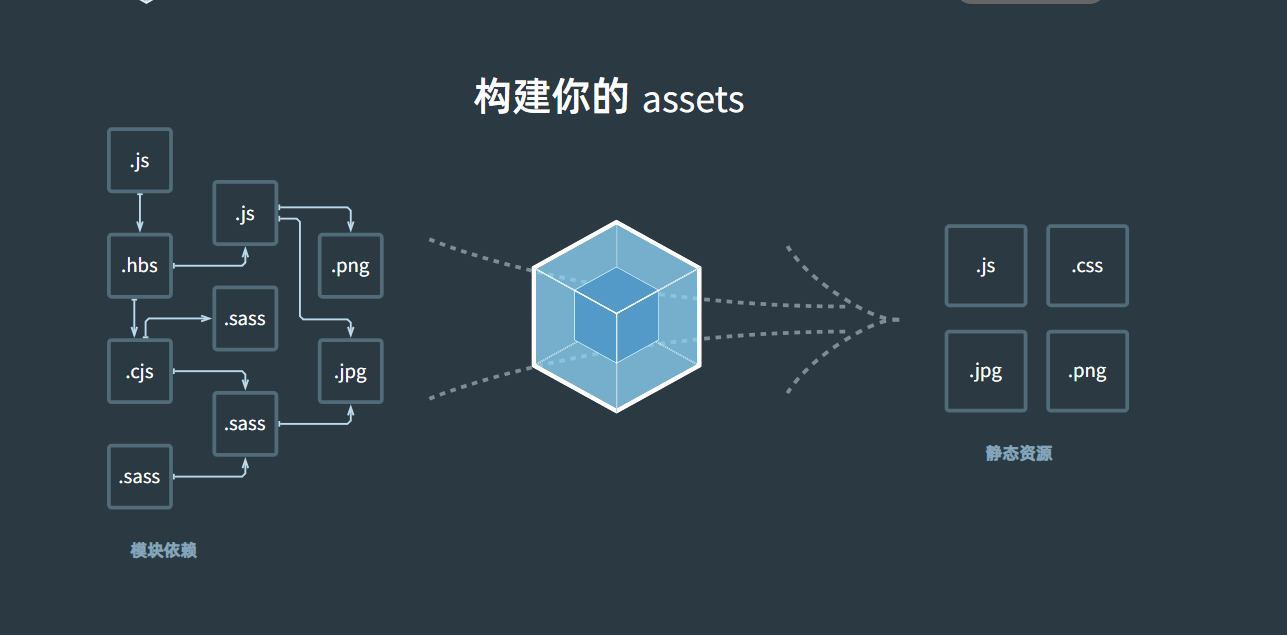 构建你的 assets
.js
.js
.hbs
.png
.sass
.cjs
.jpg
.sass
.sass
模块依赖
.js
.css
.jpg
.png
静态资源